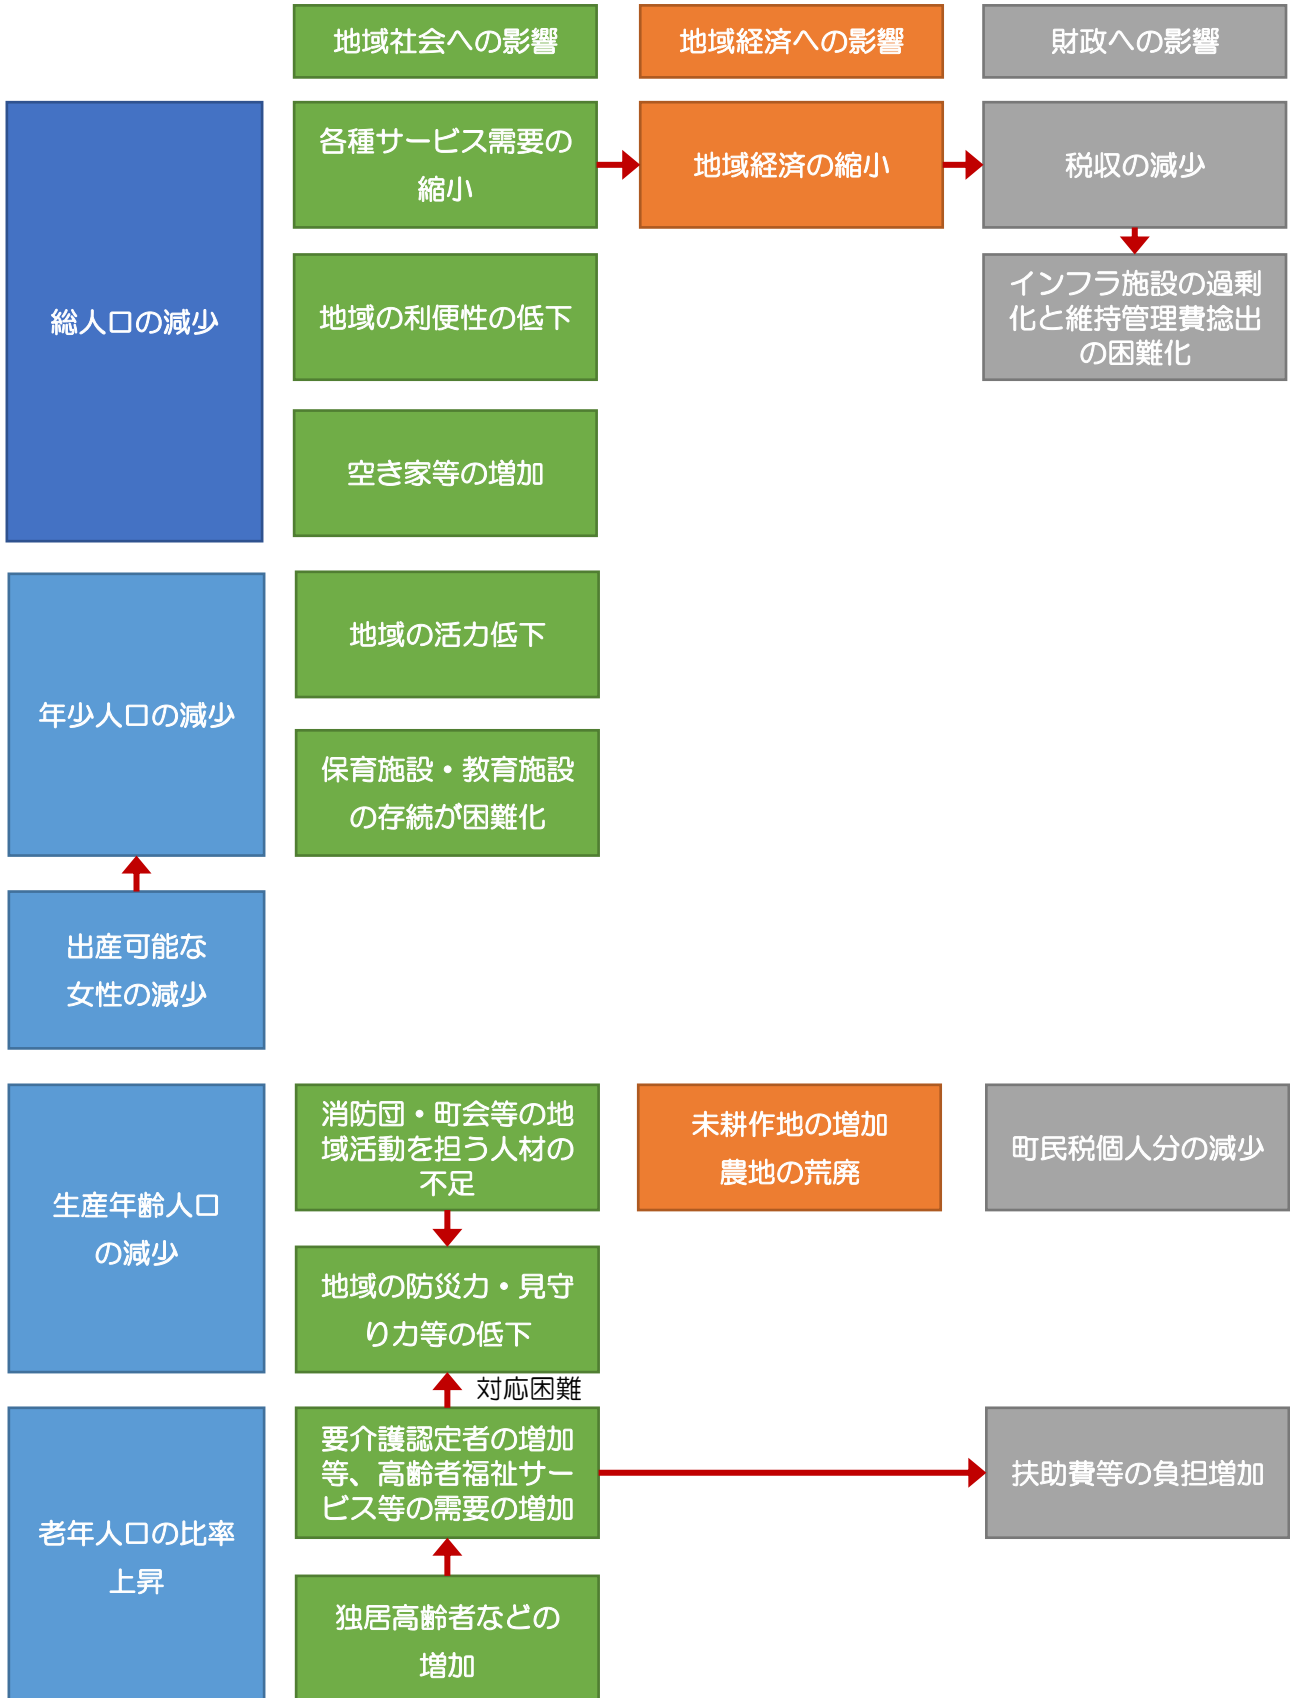 地域社会への影響
地域経済への影響
財政への影響
総人口の減少
各種サービス需要の
縮小
地域経済の縮小
税収の減少
地域の利便性の低下
インフラ施設の過剰
化と維持管理費捻出
の困難化
空き家等の増加
年少人口の減少
地域の活力低下
保育施設・教育施設
の存続が困難化
出産可能な
女性の減少
生産年齢人口
の減少
消防団・町会等の地
域活動を担う人材の
不足
未耕作地の増加
農地の荒廃
町民税個人分の減少
地域の防災力・見守
り力等の低下
対応困難
老年人口の比率
上昇
要介護認定者の増加
等、高齢者福祉サー
ビス等の需要の増加
扶助費等の負担増加
独居高齢者などの
増加